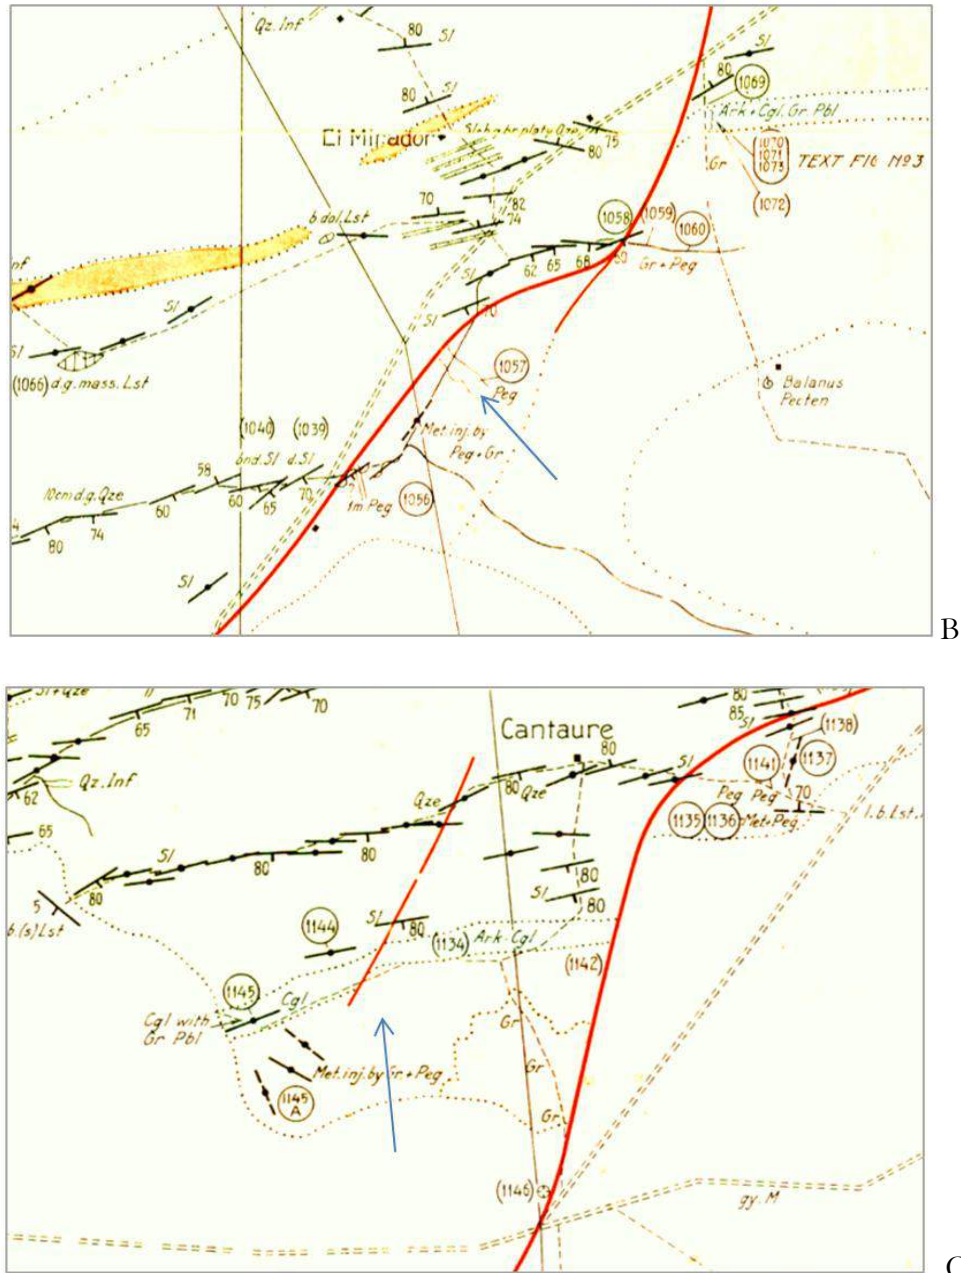 Qz. Inf
80
Sl
Sl
80
1069
80
Ark + Cgl. Gr. Pbl
El Mirador
75
80
1070
1071
1073
TEXT FIG Nº3
Gr
(1072)
70
82
74
b.dol.Lst
1058
(1059)
1060
62
65
68
Gr + Peg
Sl
Sl
70
Sl
(1066) d.g. mass. Lst
1057
Peg
Balanus
Pecten
(1040)
(1039)
Met. inj. by
Peg + Gr
58
bnd. Sl
d. Sl
10cm d.g. Qze
60
60
65
70
1m Peg
1056
80
74
Sl
B
Sl + Qze
65
71
70
75
70
Cantaure
80
85
Sl
(1138)
1141
1137
Qz. Inf
62
80
Qze
80
Sl
Qze
Peg
Peg
70
1135
1136
Met + Peg
l.b. Lst.
65
Sl
80
80
80
80
5
b.(s) Lst
1144
Sl
80
(1134)
Ark. Cgl
Sl
80
(1142)
1145
Cgl
Cgl with
Gr Pbl
Gr
Met. inj. by Gr. + Peg
Gr
1145
A
Gr
(1146)
gy. M